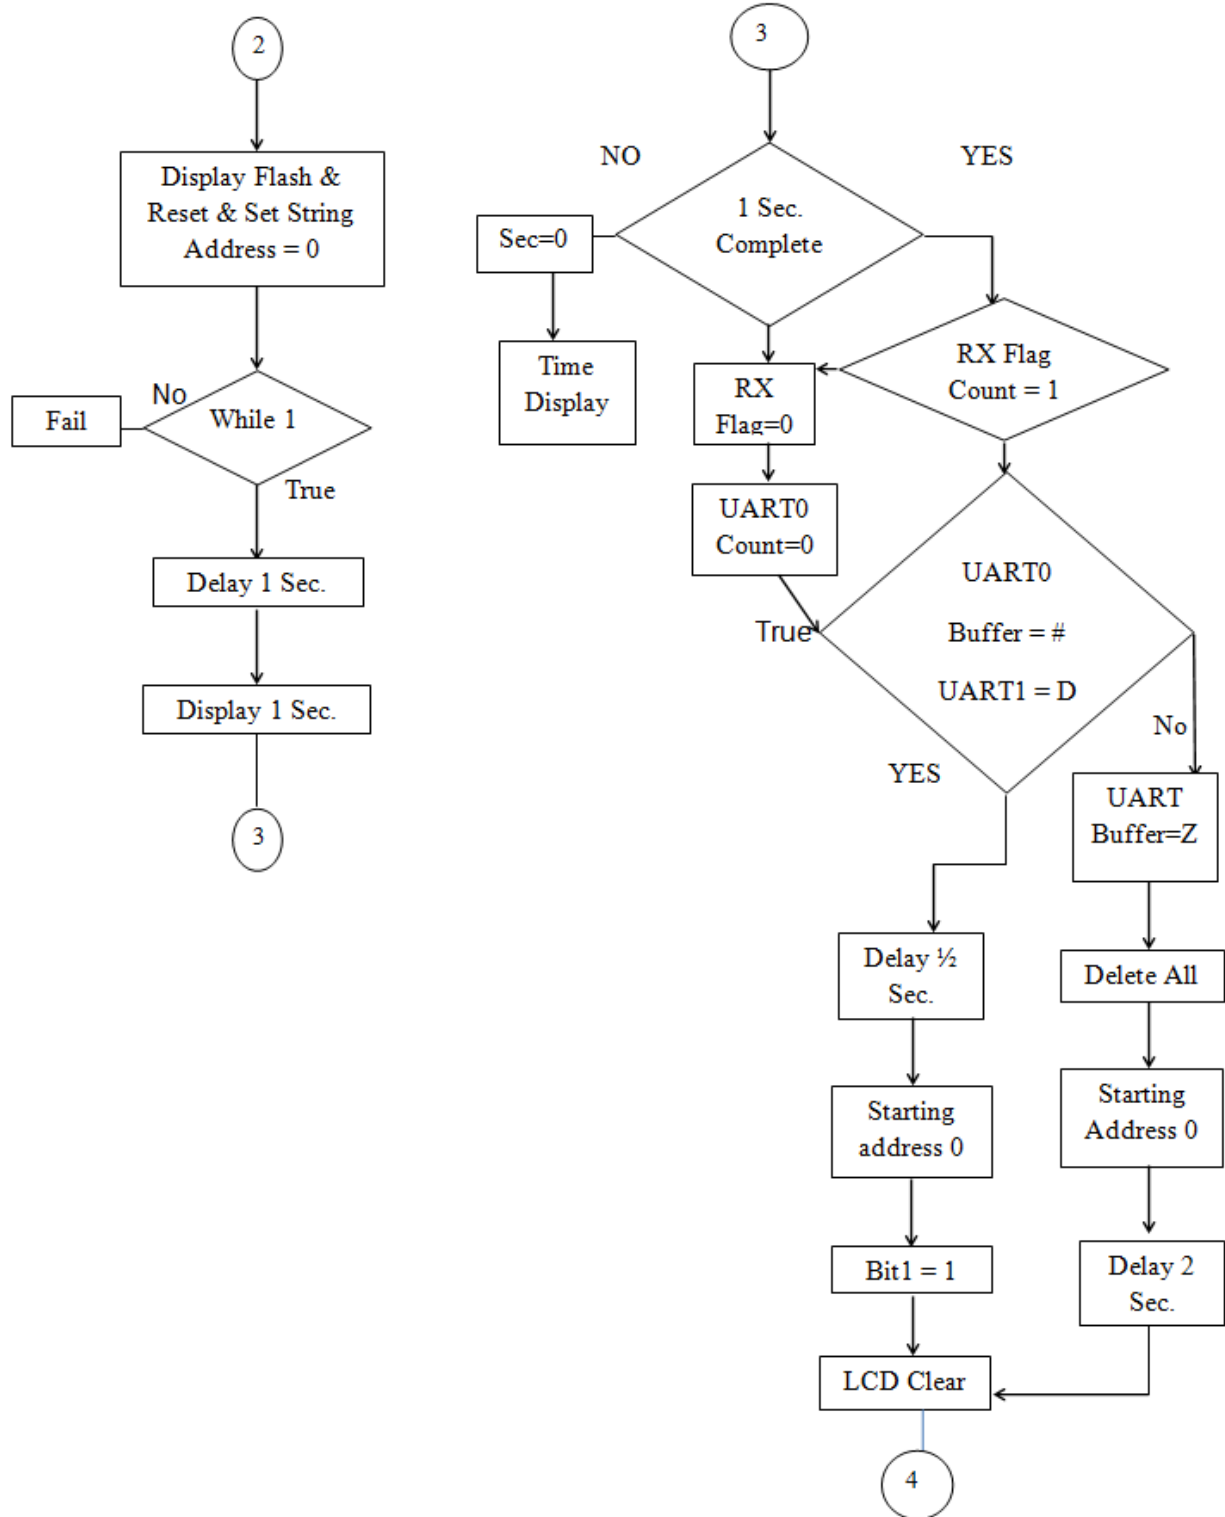 2
Display Flash &
Reset & Set String
Address = 0
No
While 1
Fail
True
Delay 1 Sec.
Display 1 Sec.
3
3
NO
YES
1 Sec.
Complete
Sec=0
Time
Display
RX Flag
Count = 1
RX
Flag=0
UART0
Count=0
True
UART0
Buffer = #
UART1 = D
No
YES
UART
Buffer=Z
Delay ½
Sec.
Delete All
Starting
address 0
Starting
Address 0
Bit1 = 1
Delay 2
Sec.
LCD Clear
4